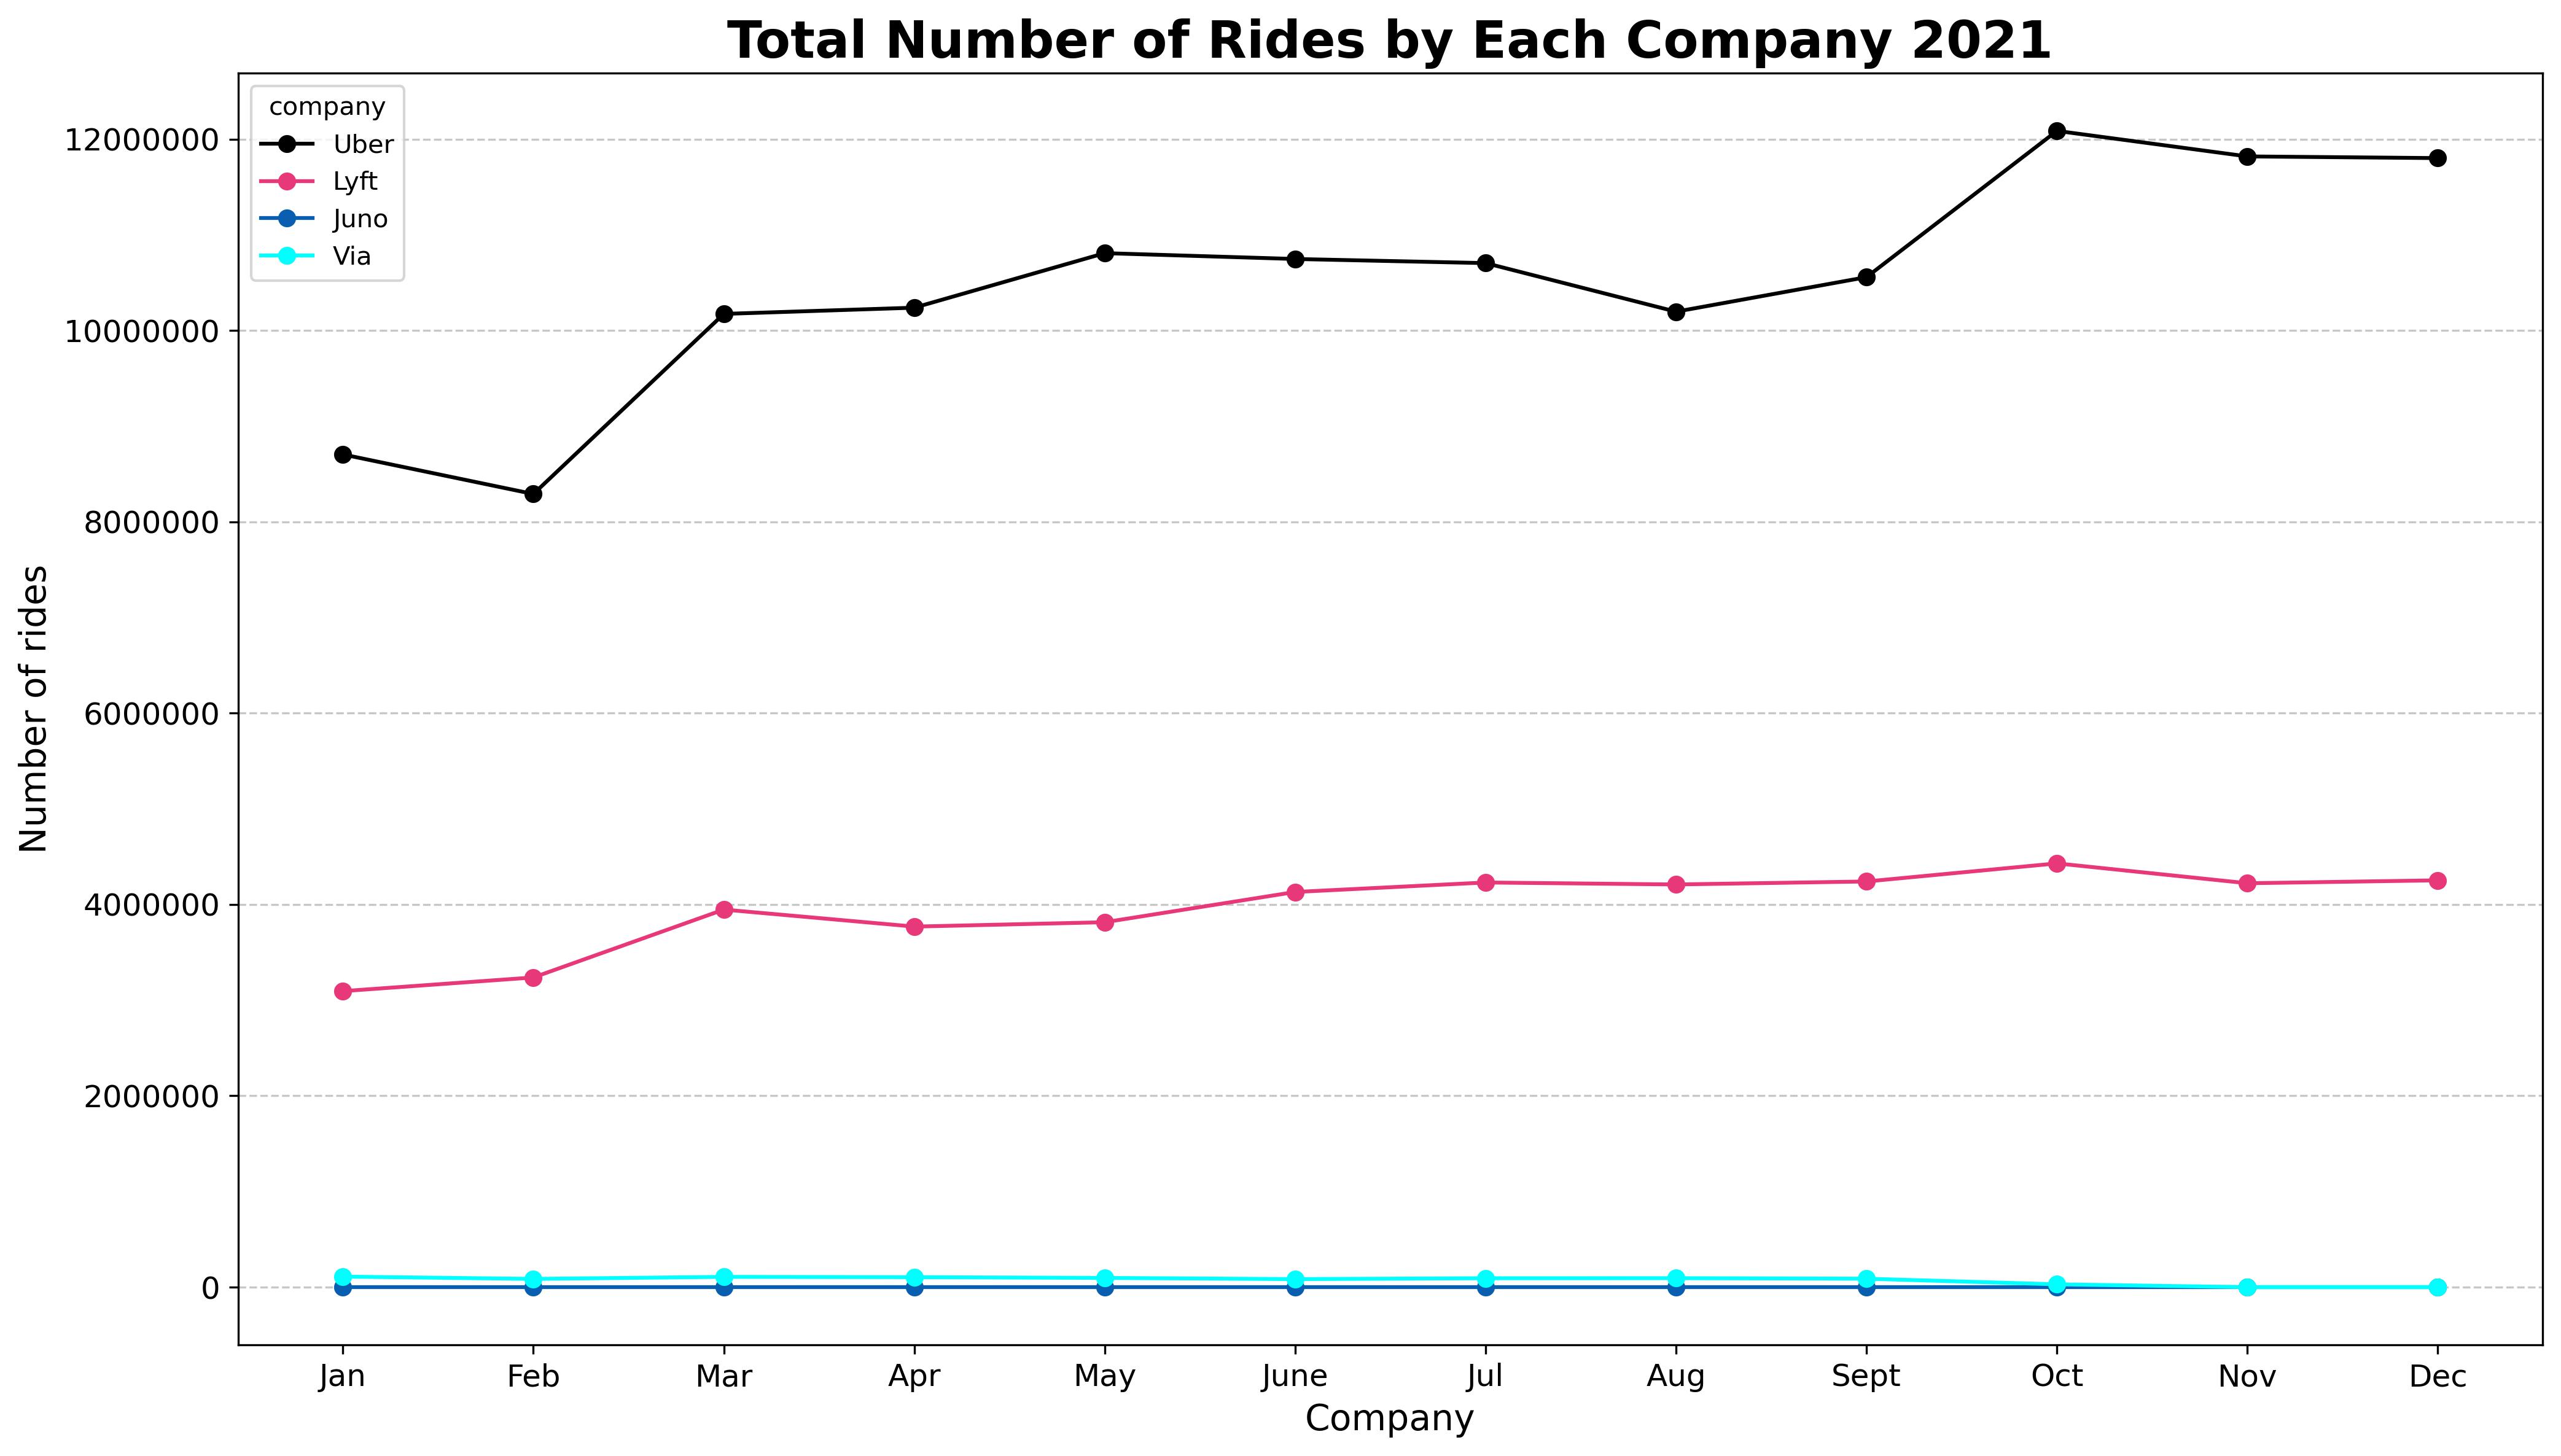 Total Number of Rides by Each Company 2021
company
Uber
Lyft
Juno
Via
12000000
10000000
8000000
6000000
4000000
2000000
0
Number of rides
Jan Feb Mar Apr May June Jul Aug Sept Oct Nov Dec
Company